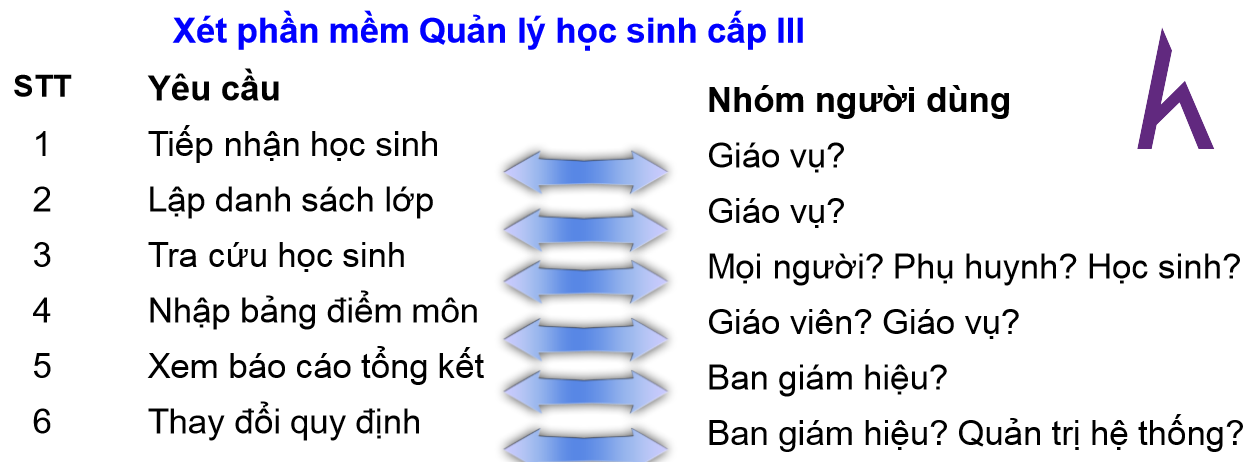 Xét phần mềm Quản lý học sinh cấp III
STT Yêu cầu Nhóm người dùng
1 Tiếp nhận học sinh Giáo vụ?
2 Lập danh sách lớp Giáo vụ?
3 Tra cứu học sinh Mọi người? Phụ huynh? Học sinh?
4 Nhập bảng điểm môn Giáo viên? Giáo vụ?
5 Xem báo cáo tổng kết Ban giám hiệu?
6 Thay đổi quy định Ban giám hiệu? Quản trị hệ thống?